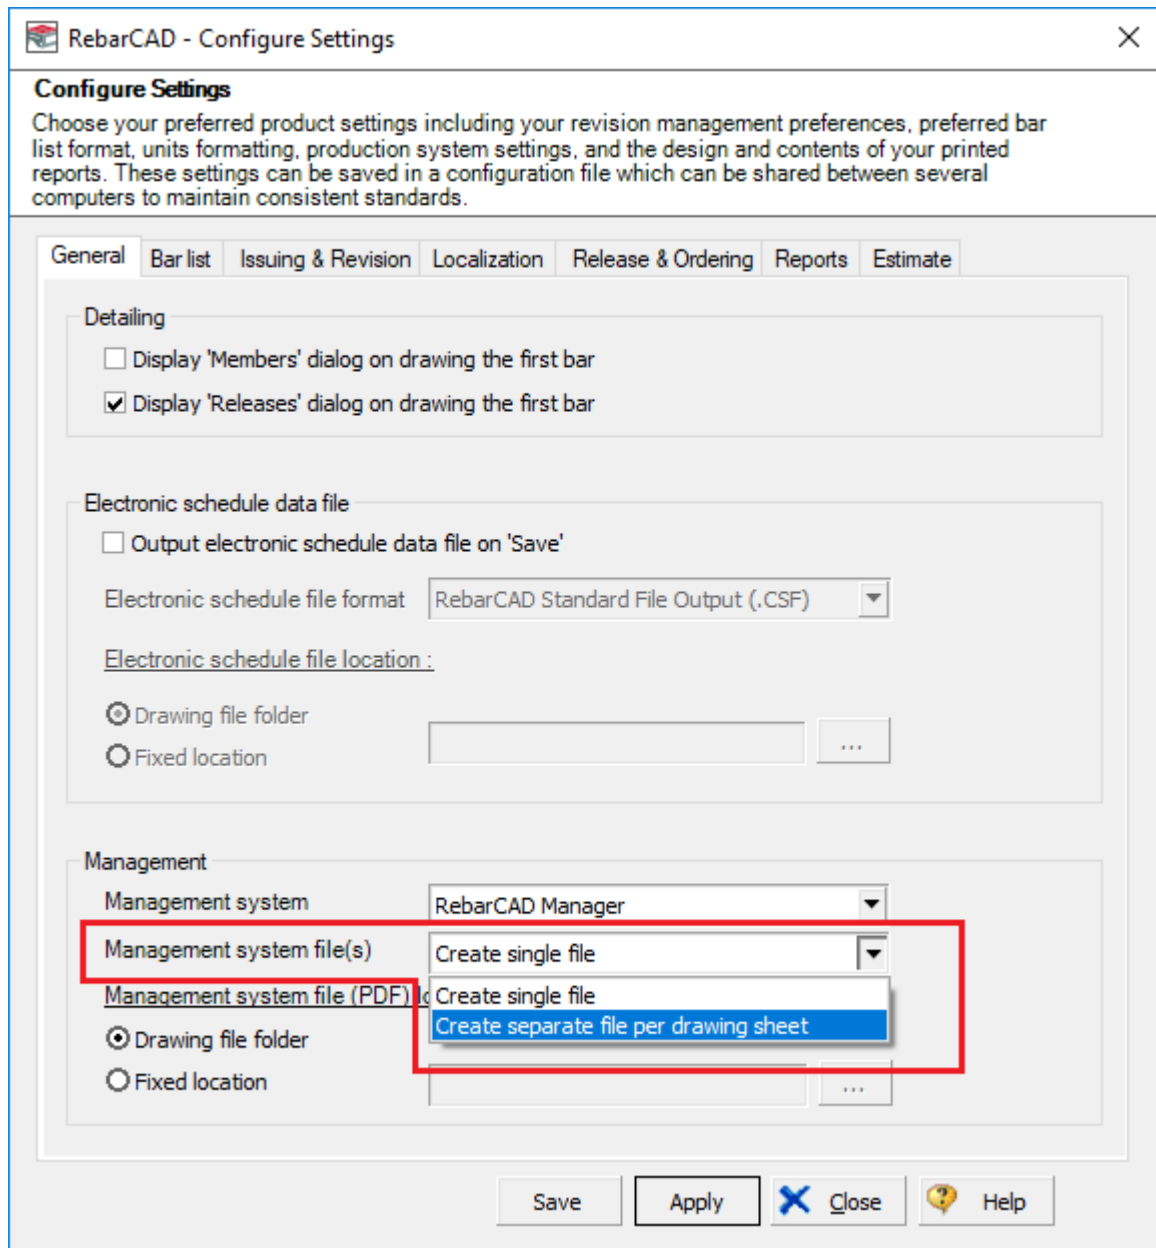 RebarCAD - Configure Settings
Configure Settings
Choose your preferred product settings including your revision management preferences, preferred bar
list format, units formatting, production system settings, and the design and contents of your printed
reports. These settings can be saved in a configuration file which can be shared between several
computers to maintain consistent standards.
General Bar list Issuing & Revision Localization Release & Ordering Reports Estimate
Detailing
Display 'Members' dialog on drawing the first bar
Display 'Releases' dialog on drawing the first bar
Electronic schedule data file
Output electronic schedule data file on 'Save'
Electronic schedule file format RebarCAD Standard File Output (.CSF)
Electronic schedule file location :
Drawing file folder
Fixed location ...
Management
Management system RebarCAD Manager
Management system file(s) Create single file
Management system file (PDF) Create single file
Create separate file per drawing sheet
Drawing file folder
Fixed location ...
Save Apply Close Help